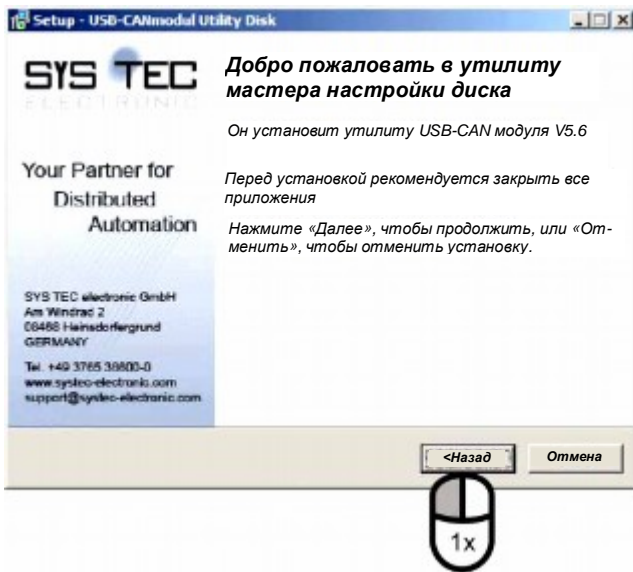 Setup - USB-CANmodul Utility Disk
SYS TEC
ELECTRONIC
Добро пожаловать в утилиту
мастера настройки диска
Он установит утилиту USB-CAN модуля V5.6
Your Partner for
Distributed
Automation
Перед установкой рекомендуется закрыть все
приложения
Нажмите «Далее», чтобы продолжить, или «От-
менить», чтобы отменить установку.
SYS TEC electronic GmbH
Am Windrad 2
08468 Heinsdorfergrund
GERMANY
Tel. +49 3765 38600-0
www.systec-electronic.com
support@systec-electronic.com
<Назад
Отмена
1x